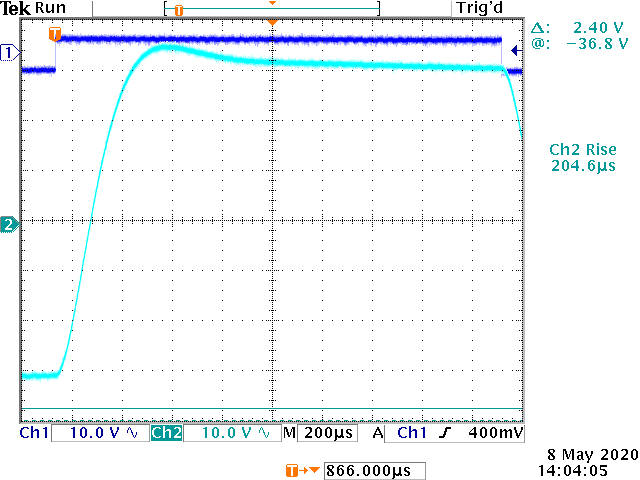 Tek Run Trig'd
T
T
1
Δ: 2.40 V
@: −36.8 V
Ch2 Rise
204.6µs
2
Ch1 10.0 V ∿ Ch2 10.0 V ∿ M 200µs A Ch1 ƒ 400mV
T→▾ 866.000µs
8 May 2020
14:04:05